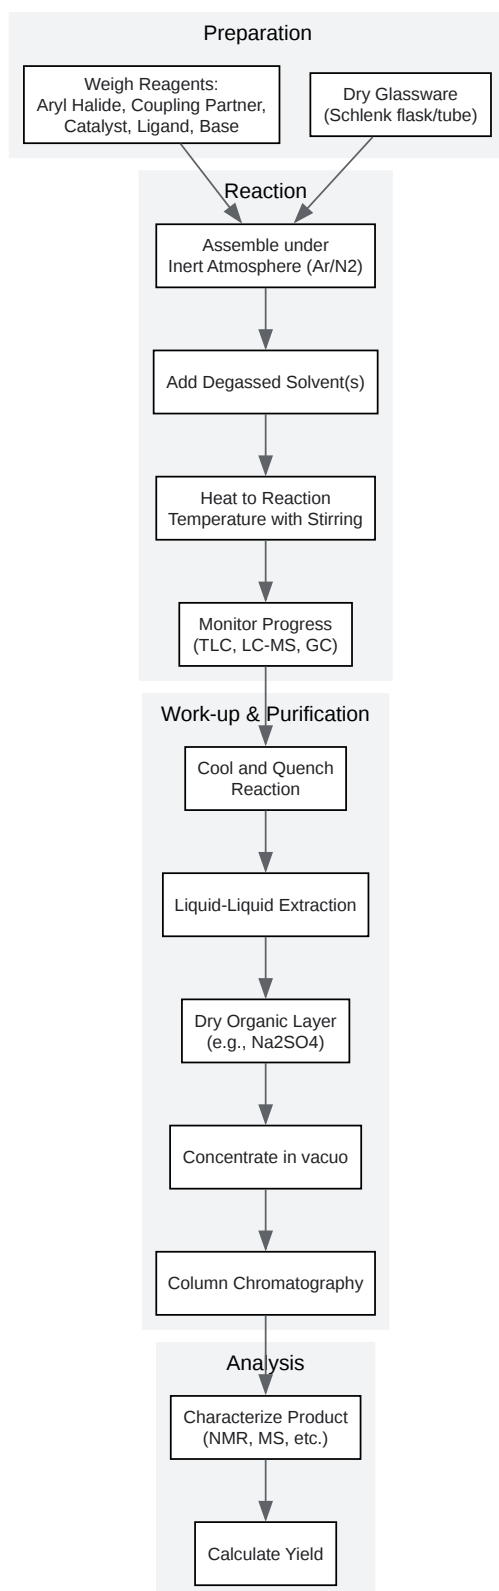 Preparation
Weigh Reagents:
Aryl Halide, Coupling Partner,
Catalyst, Ligand, Base
Dry Glassware
(Schlenk flask/tube)
Reaction
Assemble under
Inert Atmosphere (Ar/N2)
Add Degassed Solvent(s)
Heat to Reaction
Temperature with Stirring
Monitor Progress
(TLC, LC-MS, GC)
Work-up & Purification
Cool and Quench
Reaction
Liquid-Liquid Extraction
Dry Organic Layer
(e.g., Na2SO4)
Concentrate in vacuo
Column Chromatography
Analysis
Characterize Product
(NMR, MS, etc.)
Calculate Yield